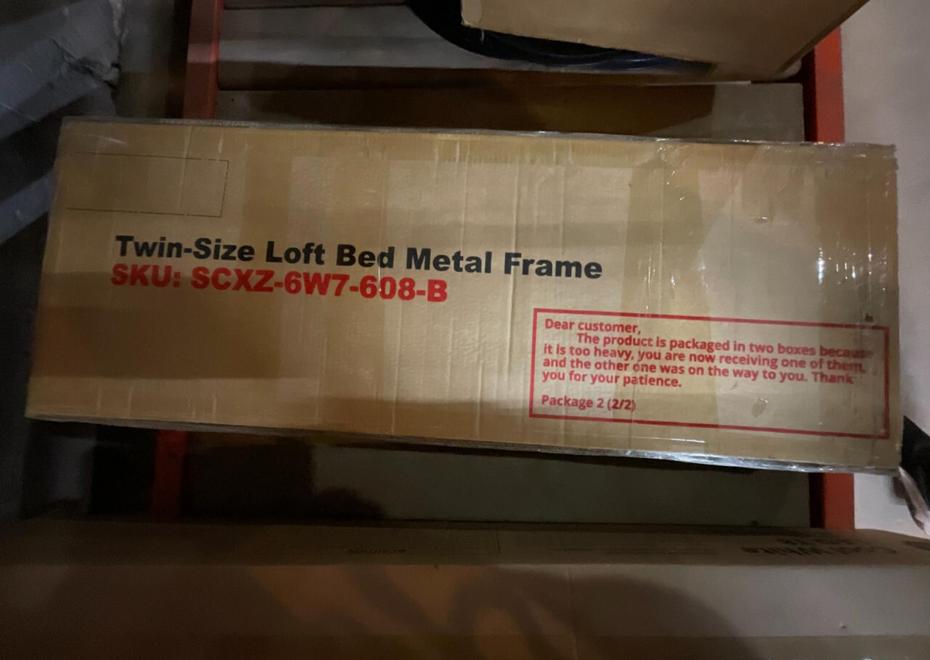 Twin-Size Loft Bed Metal Frame
SKU: SCXZ-6W7-608-B
Dear customer,
The product is packaged in two boxes because
it is too heavy, you are now receiving one of them,
and the other one was on the way to you. Thank
you for your patience.
Package 2 (2/2)